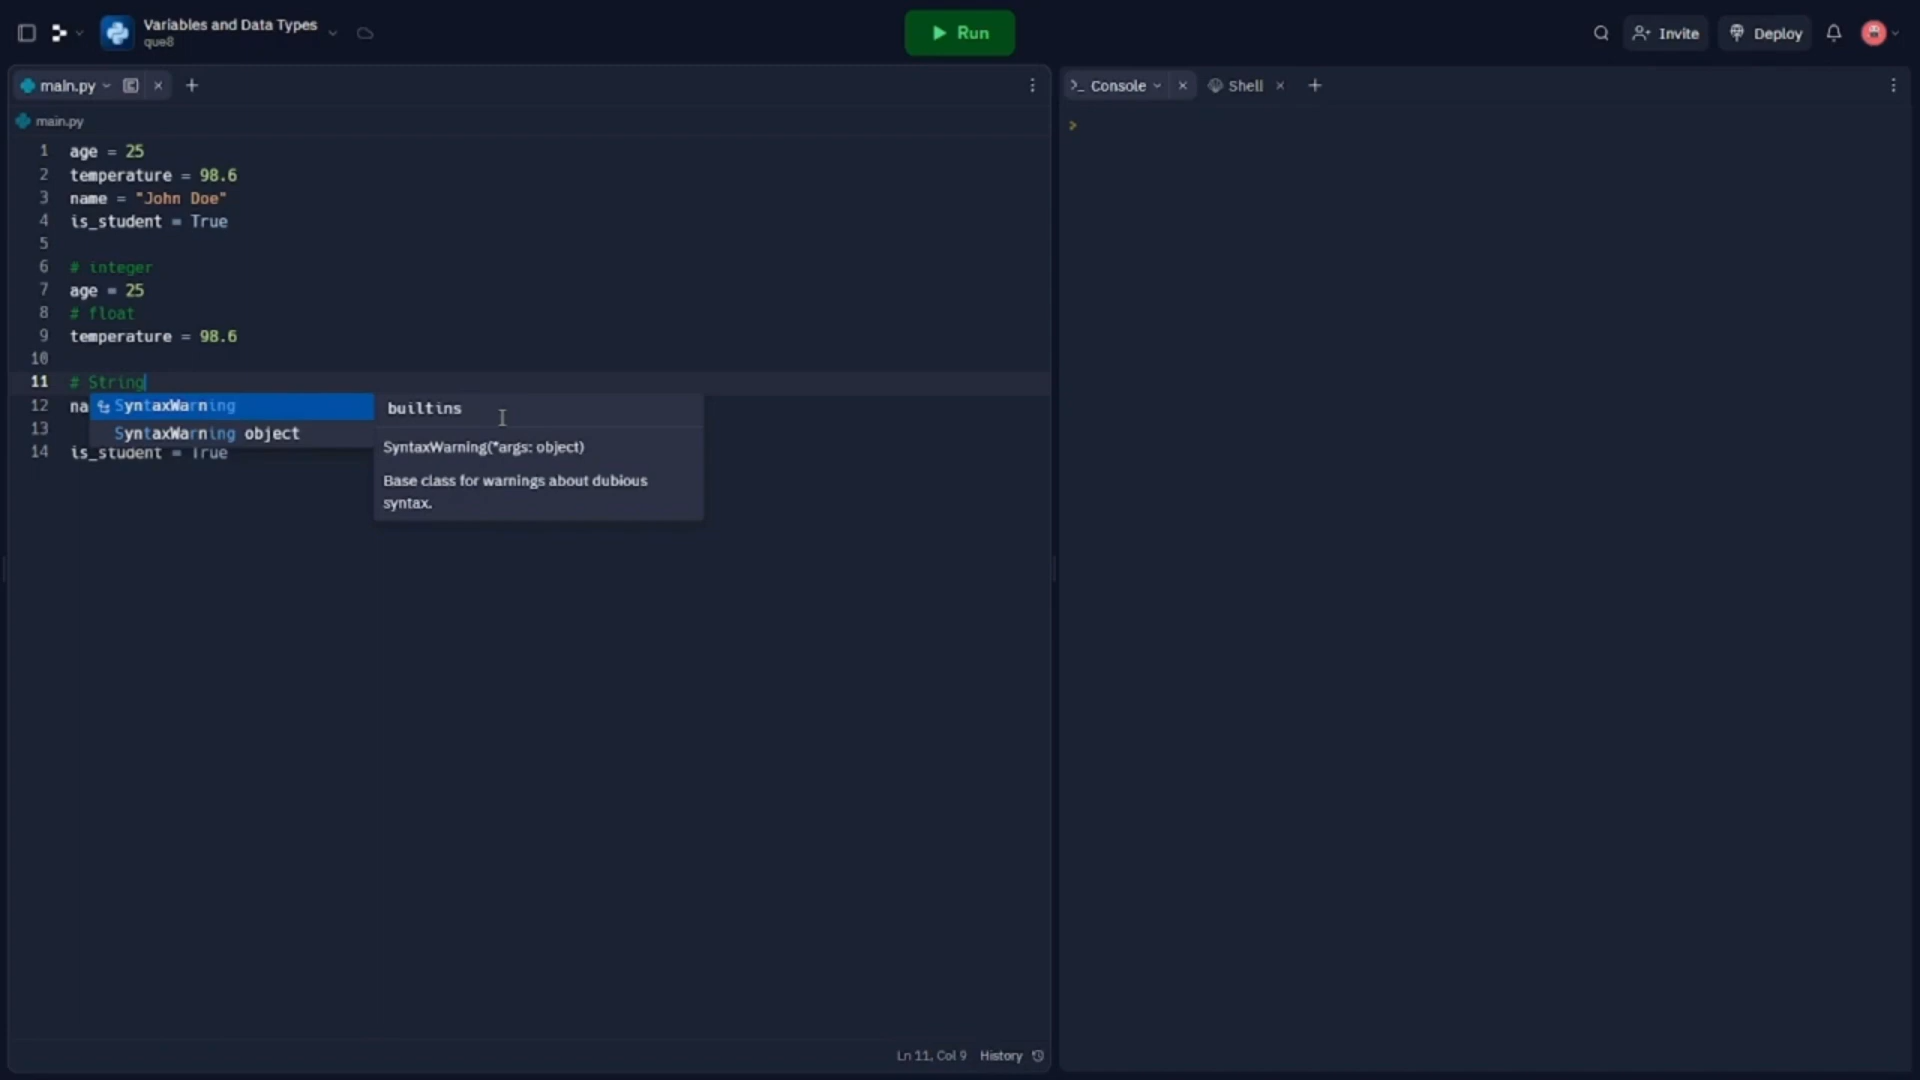 Variables and Data Types
que8
Run
Invite
Deploy
main.py
>_ Console
Shell
main.py
>
1 age = 25
2 temperature = 98.6
3 name = "John Doe"
4 is_student = True
5
6 # integer
7 age = 25
8 # float
9 temperature = 98.6
10
11 # String
12 na
SyntaxWarning
builtins
13
SyntaxWarning object
SyntaxWarning(*args: object)
14 is_student = True
Base class for warnings about dubious
syntax.
Ln 11, Col 9 History